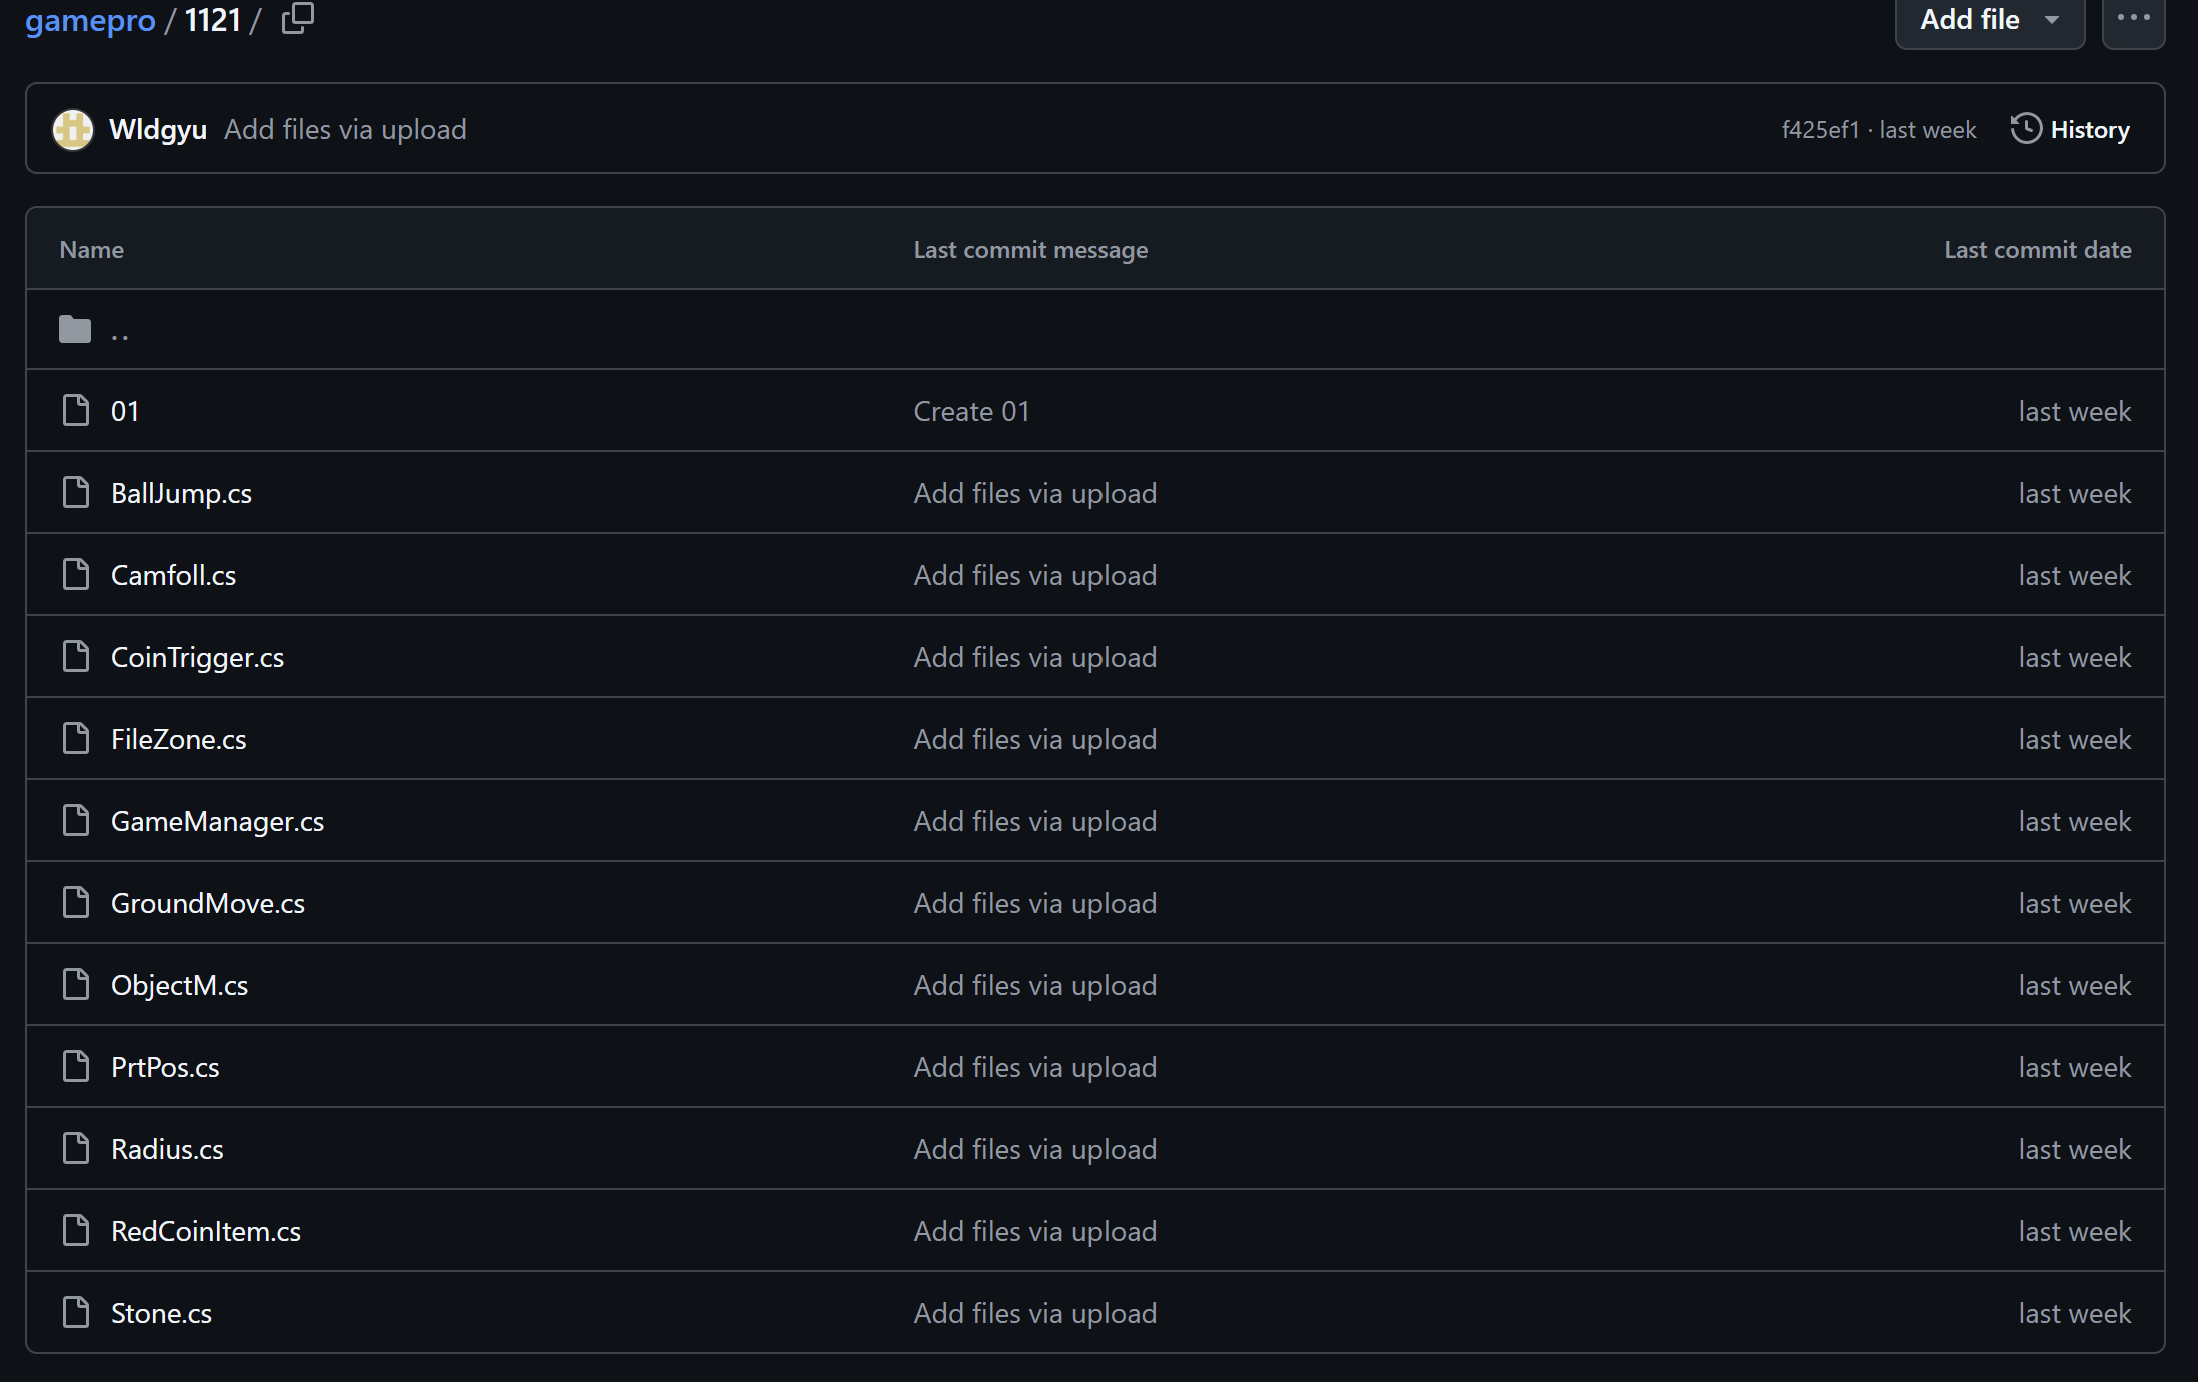 gamepro / 1121 /
Add file
Wldgyu Add files via upload
f425ef1 · last week
History
Name Last commit message Last commit date
..
01 Create 01 last week
BallJump.cs Add files via upload last week
Camfoll.cs Add files via upload last week
CoinTrigger.cs Add files via upload last week
FileZone.cs Add files via upload last week
GameManager.cs Add files via upload last week
GroundMove.cs Add files via upload last week
ObjectM.cs Add files via upload last week
PrtPos.cs Add files via upload last week
Radius.cs Add files via upload last week
RedCoinItem.cs Add files via upload last week
Stone.cs Add files via upload last week